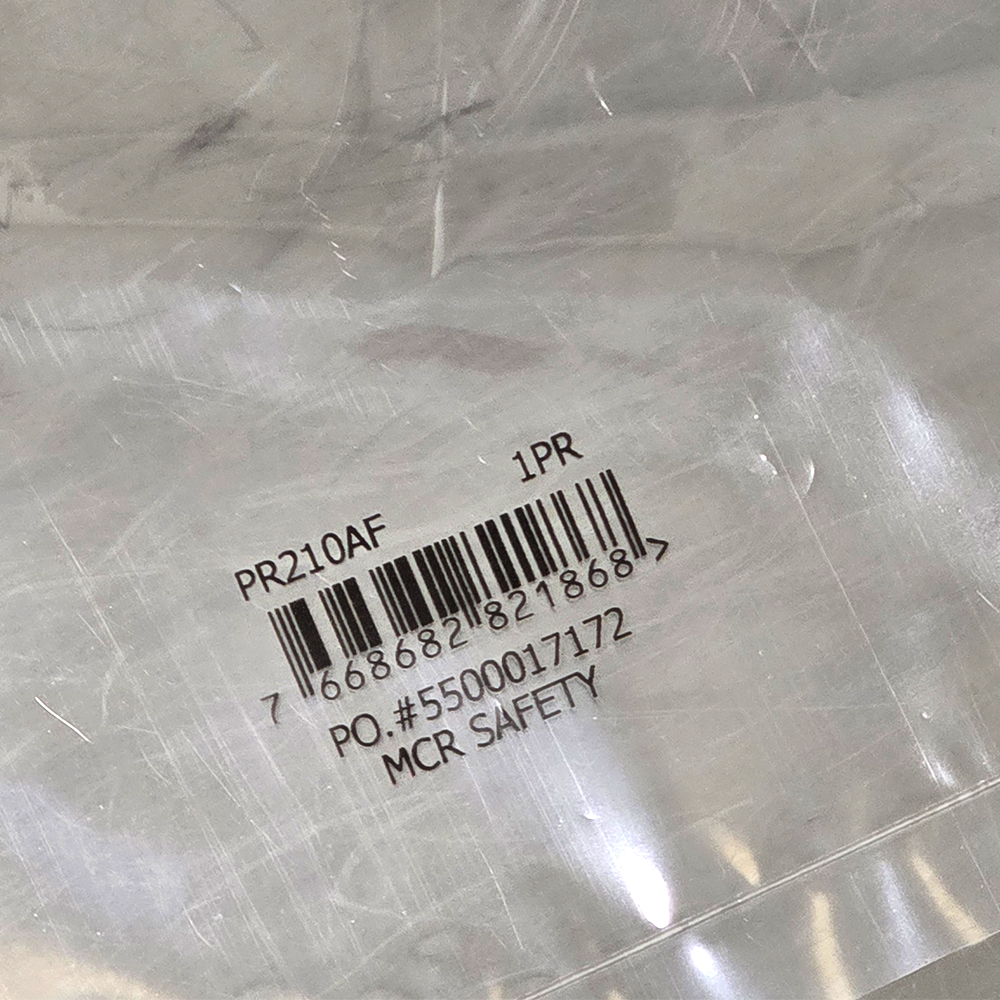 PR210AF 1PR
7 668682 821868 >
PO.#5500017172
MCR SAFETY